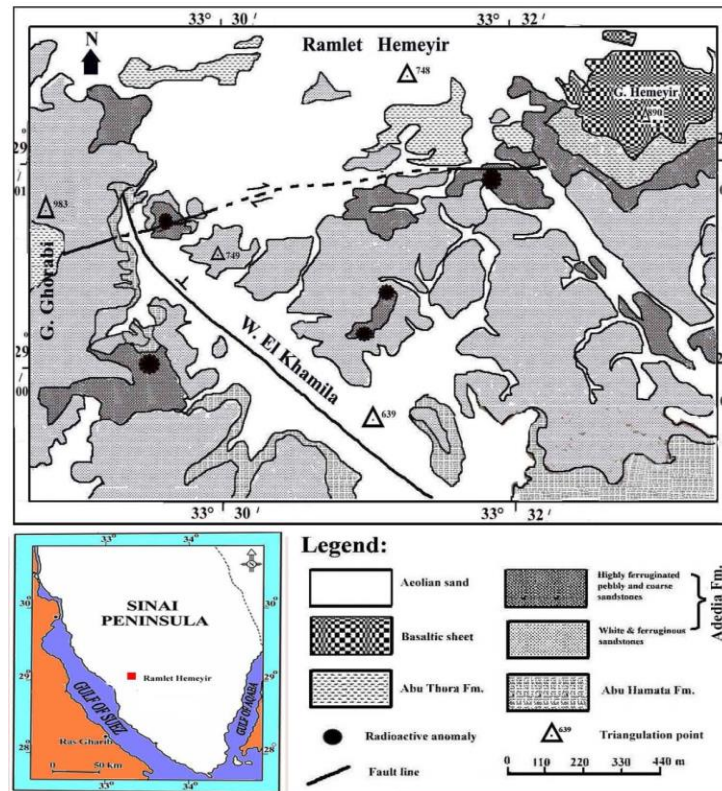 33° 30 /
33° 32 /
N
Ramlet Hemeyir
748
G. Hemeyir
890
29°
01
983
749
G. Ghorabi
W. El Khamila
29
00
639
33° 30 /
33° 32 /
33°
34°
SINAI
PENINSULA
30°
30°
29°
29°
Ramlet Hemeyir
GULF OF SUEZ
GULF OF AQABA
Ras Gharib
28°
28°
0 50 km
33°
34°
Legend:
Aeolian sand
Highly ferruginated
pebbly and coarse
sandstones
Adedia Fm.
Basaltic sheet
White & ferruginous
sandstones
Abu Thora Fm.
Abu Hamata Fm.
Radioactive anomaly
639
Triangulation point
Fault line
0 110 220 330 440 m